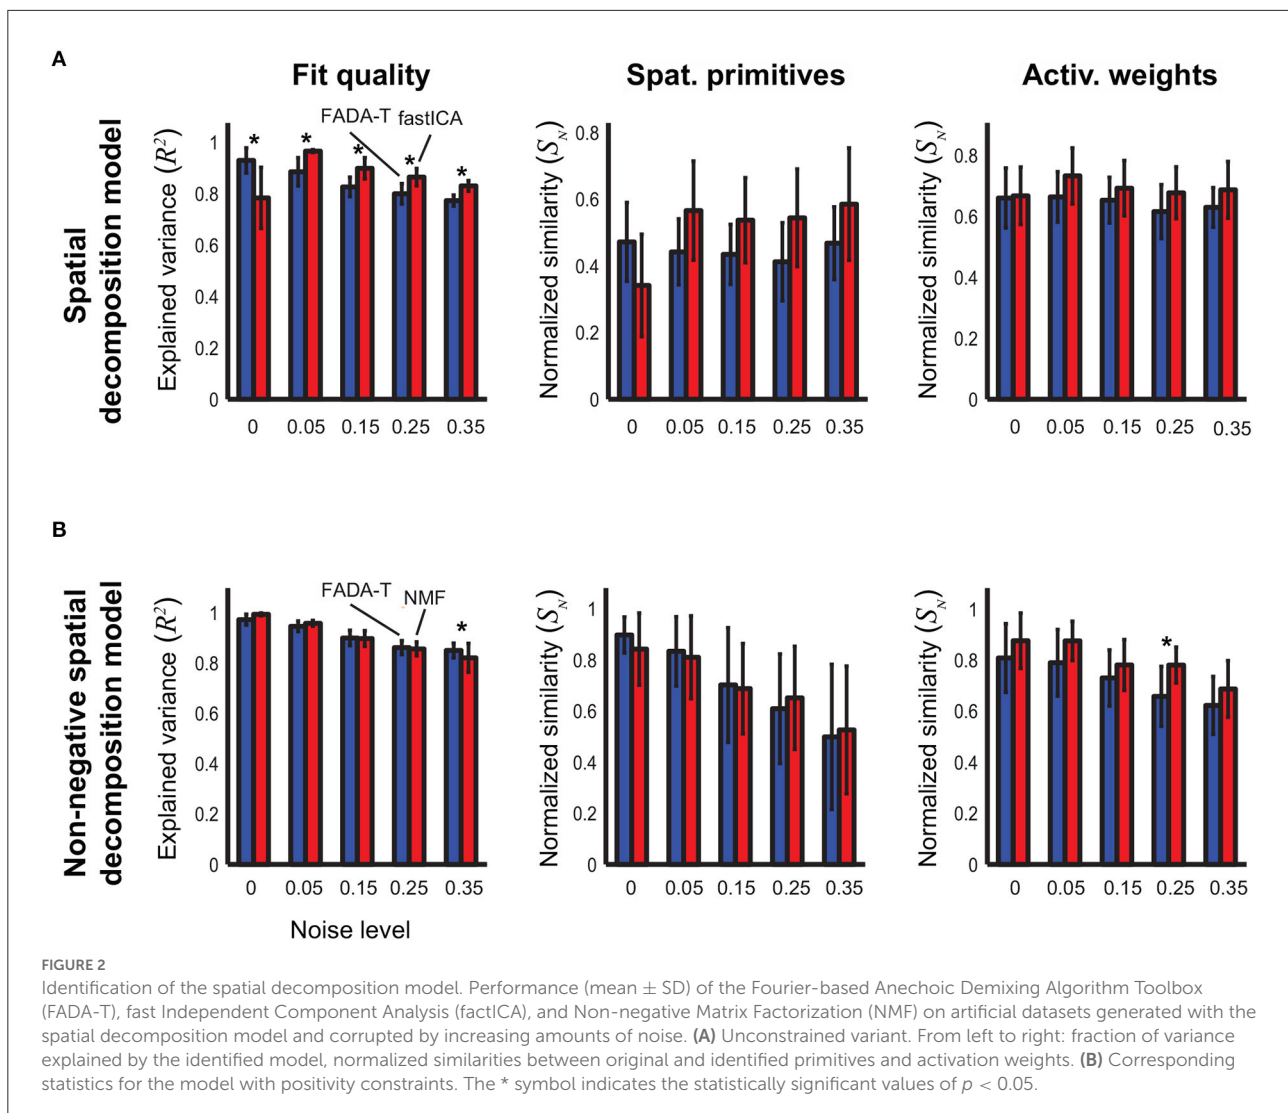 A
Fit quality
Spat. primitives
Activ. weights
Spatial
decomposition model
Explained variance (R²)
1
0.8
0.6
0.4
0.2
0
FADA-T
fastICA
* * * * *
0 0.05 0.15 0.25 0.35
Normalized similarity (S_N)
0.8
0.6
0.4
0.2
0
0 0.05 0.15 0.25 0.35
Normalized similarity (S_N)
0.8
0.6
0.4
0.2
0
0 0.05 0.15 0.25 0.35
B
Non-negative spatial
decomposition model
Explained variance (R²)
1
0.8
0.6
0.4
0.2
0
FADA-T
NMF
*
0 0.05 0.15 0.25 0.35
Noise level
Normalized similarity (S_N)
1
0.8
0.6
0.4
0.2
0
0 0.05 0.15 0.25 0.35
Normalized similarity (S_N)
1
0.8
0.6
0.4
0.2
0
*
0 0.05 0.15 0.25 0.35
FIGURE 2
Identification of the spatial decomposition model. Performance (mean ± SD) of the Fourier-based Anechoic Demixing Algorithm Toolbox
(FADA-T), fast Independent Component Analysis (factICA), and Non-negative Matrix Factorization (NMF) on artificial datasets generated with the
spatial decomposition model and corrupted by increasing amounts of noise. (A) Unconstrained variant. From left to right: fraction of variance
explained by the identified model, normalized similarities between original and identified primitives and activation weights. (B) Corresponding
statistics for the model with positivity constraints. The * symbol indicates the statistically significant values of p < 0.05.